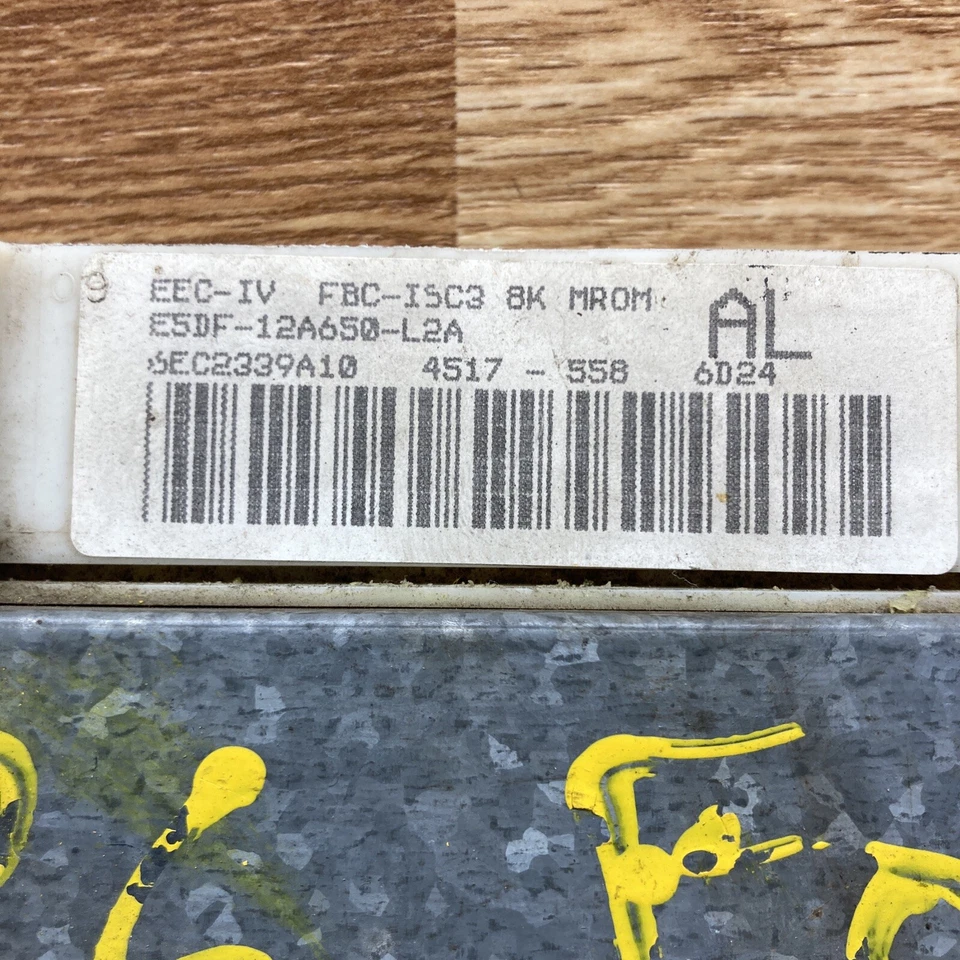 EEC-IV FBC-ISC3 8K MROM AL
E5DF-12A650-L2A
6EC2339A10 4517 - 558 6D24